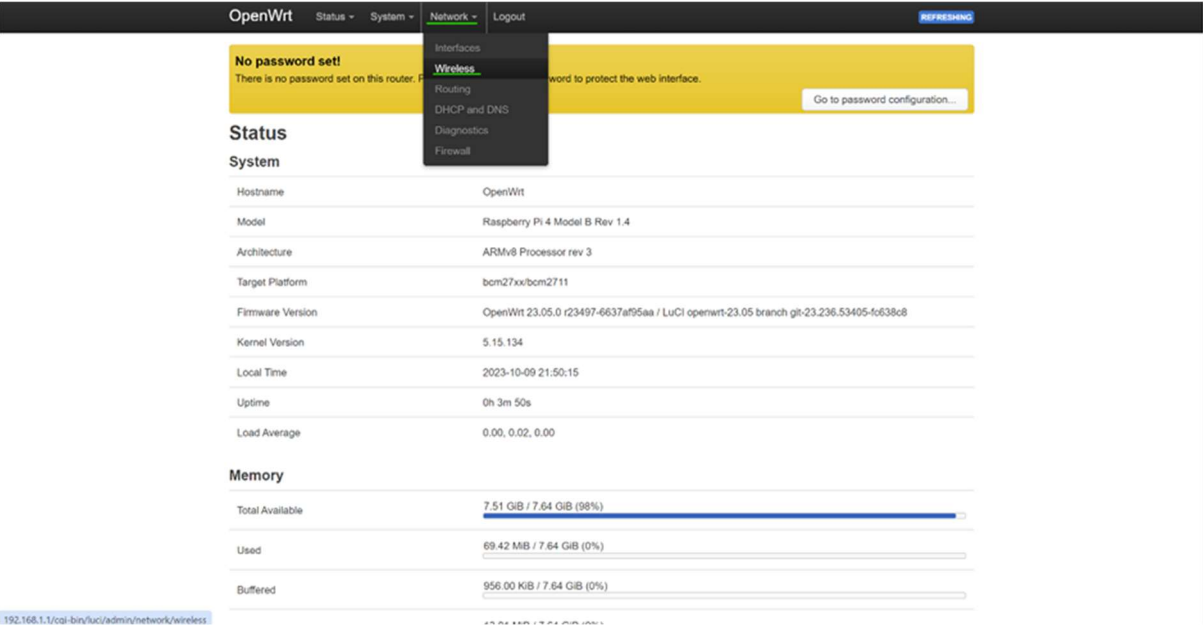 OpenWrt Status System Network Logout REFRESHING
Interfaces
Wireless
Routing
DHCP and DNS
Diagnostics
Firewall
No password set!
There is no password set on this router. word to protect the web interface.
Go to password configuration...
Status
System
Hostname OpenWrt
Model Raspberry Pi 4 Model B Rev 1.4
Architecture ARMv8 Processor rev 3
Target Platform bcm27xx/bcm2711
Firmware Version OpenWrt 23.05.0 r23497-6637af95aa / LuCI openwrt-23.05 branch git-23.236.53405-fc638c8
Kernel Version 5.15.134
Local Time 2023-10-09 21:50:15
Uptime 0h 3m 50s
Load Average 0.00, 0.02, 0.00
Memory
Total Available 7.51 GiB / 7.64 GiB (98%)
Used 69.42 MiB / 7.64 GiB (0%)
Buffered 956.00 KiB / 7.64 GiB (0%)
192.168.1.1/cgi-bin/luci/admin/network/wireless